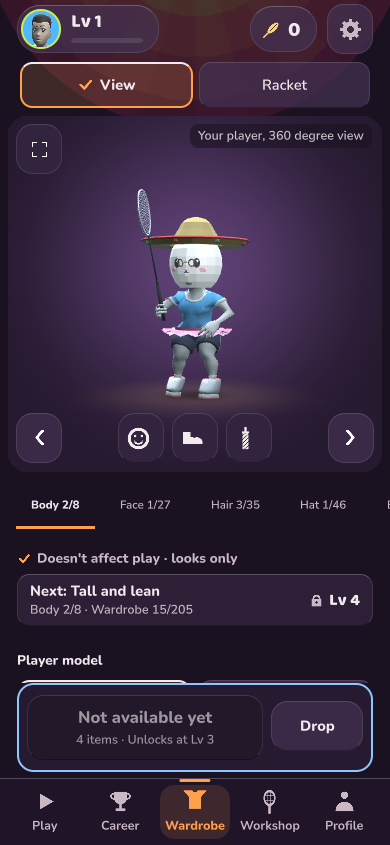 Lv 1
0
View
Racket
Your player, 360 degree view
Body 2/8
Face 1/27
Hair 3/35
Hat 1/46
Doesn't affect play · looks only
Next: Tall and lean
Body 2/8 · Wardrobe 15/205
Lv 4
Player model
Not available yet
4 items · Unlocks at Lv 3
Drop
Play
Career
Wardrobe
Workshop
Profile